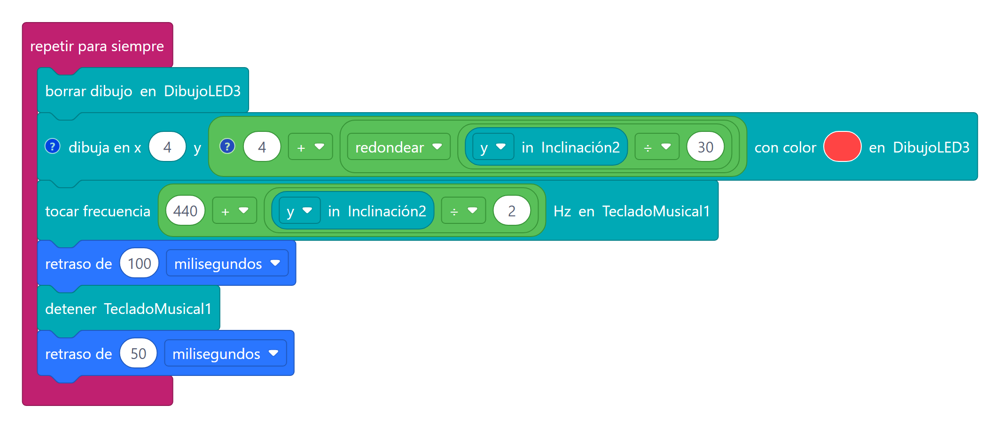 repetir para siempre
borrar dibujo en DibujoLED3
? dibuja en x 4 y ? 4 + redondear y in Inclinación2 ÷ 30 con color en DibujoLED3
tocar frecuencia 440 + y in Inclinación2 ÷ 2 Hz en TecladoMusical1
retraso de 100 milisegundos
detener TecladoMusical1
retraso de 50 milisegundos